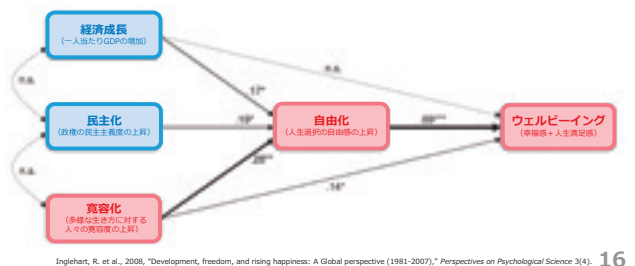 経済成長
(一人当たりGDPの増加)
n.s.
n.s.
.17*
民主化
(政権の民主主義度の上昇)
.19*
自由化
(人生選択の自由感の上昇)
ウェルビーイング
(幸福感+人生満足感)
n.s.
.14*
寛容化
(多様な生き方に対する
人々の寛容度の上昇)
Inglehart, R. et al., 2008, "Development, freedom, and rising happiness: A Global perspective (1981-2007)," Perspectives on Psychological Science 3(4).
16